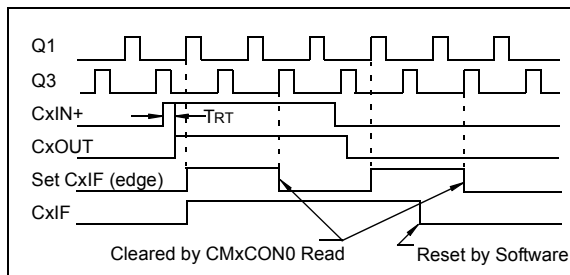 Q1
Q3
CxIN+
TRT
CxOUT
Set CxIF (edge)
CxIF
Cleared by CMxCON0 Read
Reset by Software